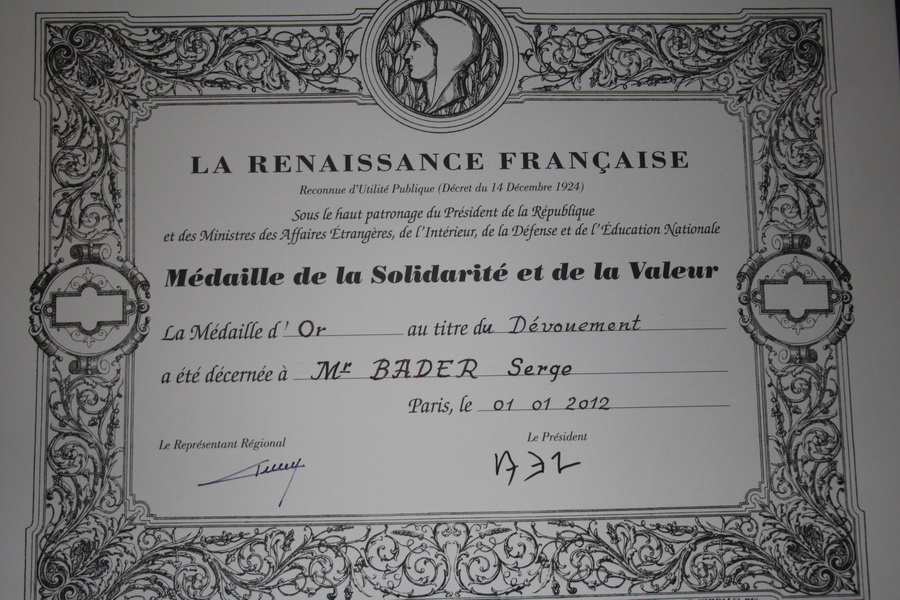 LA RENAISSANCE FRANÇAISE
Reconnue d'Utilité Publique (Décret du 14 Décembre 1924)
Sous le haut patronage du Président de la République
et des Ministres des Affaires Étrangères, de l'Intérieur, de la Défense et de l'Éducation Nationale
Médaille de la Solidarité et de la Valeur
La Médaille d' Or au titre du Dévouement
a été décernée à Mr BADER Serge
Paris, le 01 01 2012
Le Représentant Régional Le Président